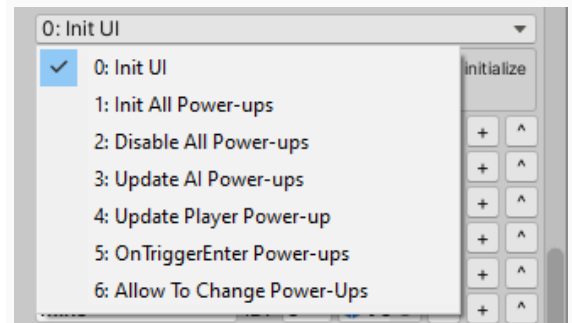 0: Init UI
0: Init UI
initialize
1: Init All Power-ups
2: Disable All Power-ups
+ ^
3: Update AI Power-ups
+ ^
4: Update Player Power-up
+ ^
5: OnTriggerEnter Power-ups
+ ^
6: Allow To Change Power-Ups
+ ^
+ ^